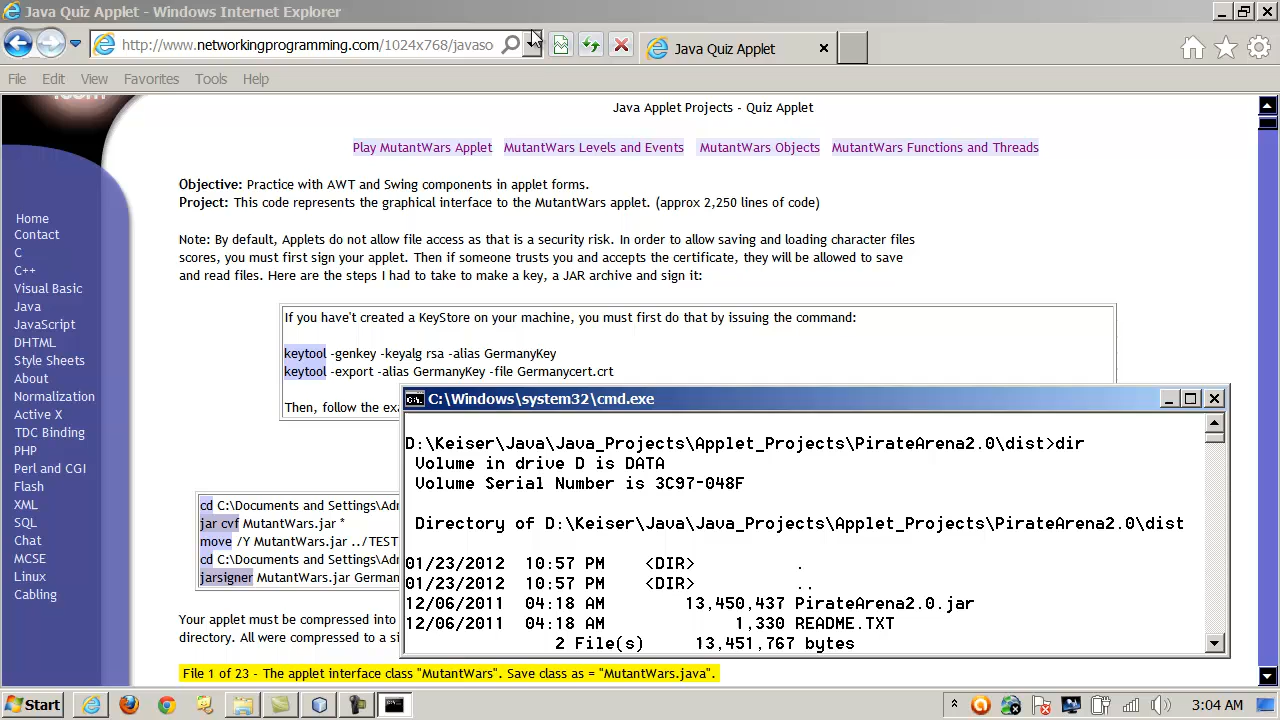 Java Quiz Applet - Windows Internet Explorer
http://www.networkingprogramming.com/1024x768/javaso
Java Quiz Applet
File Edit View Favorites Tools Help
.com
Java Applet Projects - Quiz Applet
Play MutantWars Applet MutantWars Levels and Events MutantWars Objects MutantWars Functions and Threads
Objective: Practice with AWT and Swing components in applet forms.
Project: This code represents the graphical interface to the MutantWars applet. (approx 2,250 lines of code)
Note: By default, Applets do not allow file access as that is a security risk. In order to allow saving and loading character files
scores, you must first sign your applet. Then if someone trusts you and accepts the certificate, they will be allowed to save
and read files. Here are the steps I had to take to make a key, a JAR archive and sign it:
If you have't created a KeyStore on your machine, you must first do that by issuing the command:
keytool -genkey -keyalg rsa -alias GermanyKey
keytool -export -alias GermanyKey -file Germanycert.crt
Then, follow the exa
cd C:\Documents and Settings\Adm
jar cvf MutantWars.jar *
move /Y MutantWars.jar ../TEST
cd C:\Documents and Settings\Adm
jarsigner MutantWars.jar German
Your applet must be compressed into
directory. All were compressed to a si
File 1 of 23 - The applet interface class "MutantWars". Save class as = "MutantWars.java".
Home
Contact
C
C++
Visual Basic
Java
JavaScript
DHTML
Style Sheets
About
Normalization
Active X
TDC Binding
PHP
Perl and CGI
Flash
XML
SQL
Chat
MCSE
Linux
Cabling
C:\Windows\system32\cmd.exe
D:\Keiser\Java\Java_Projects\Applet_Projects\PirateArena2.0\dist>dir
Volume in drive D is DATA
Volume Serial Number is 3C97-048F
Directory of D:\Keiser\Java\Java_Projects\Applet_Projects\PirateArena2.0\dist
01/23/2012 10:57 PM <DIR> .
01/23/2012 10:57 PM <DIR> ..
12/06/2011 04:18 AM 13,450,437 PirateArena2.0.jar
12/06/2011 04:18 AM 1,330 README.TXT
2 File(s) 13,451,767 bytes
Start
3:04 AM